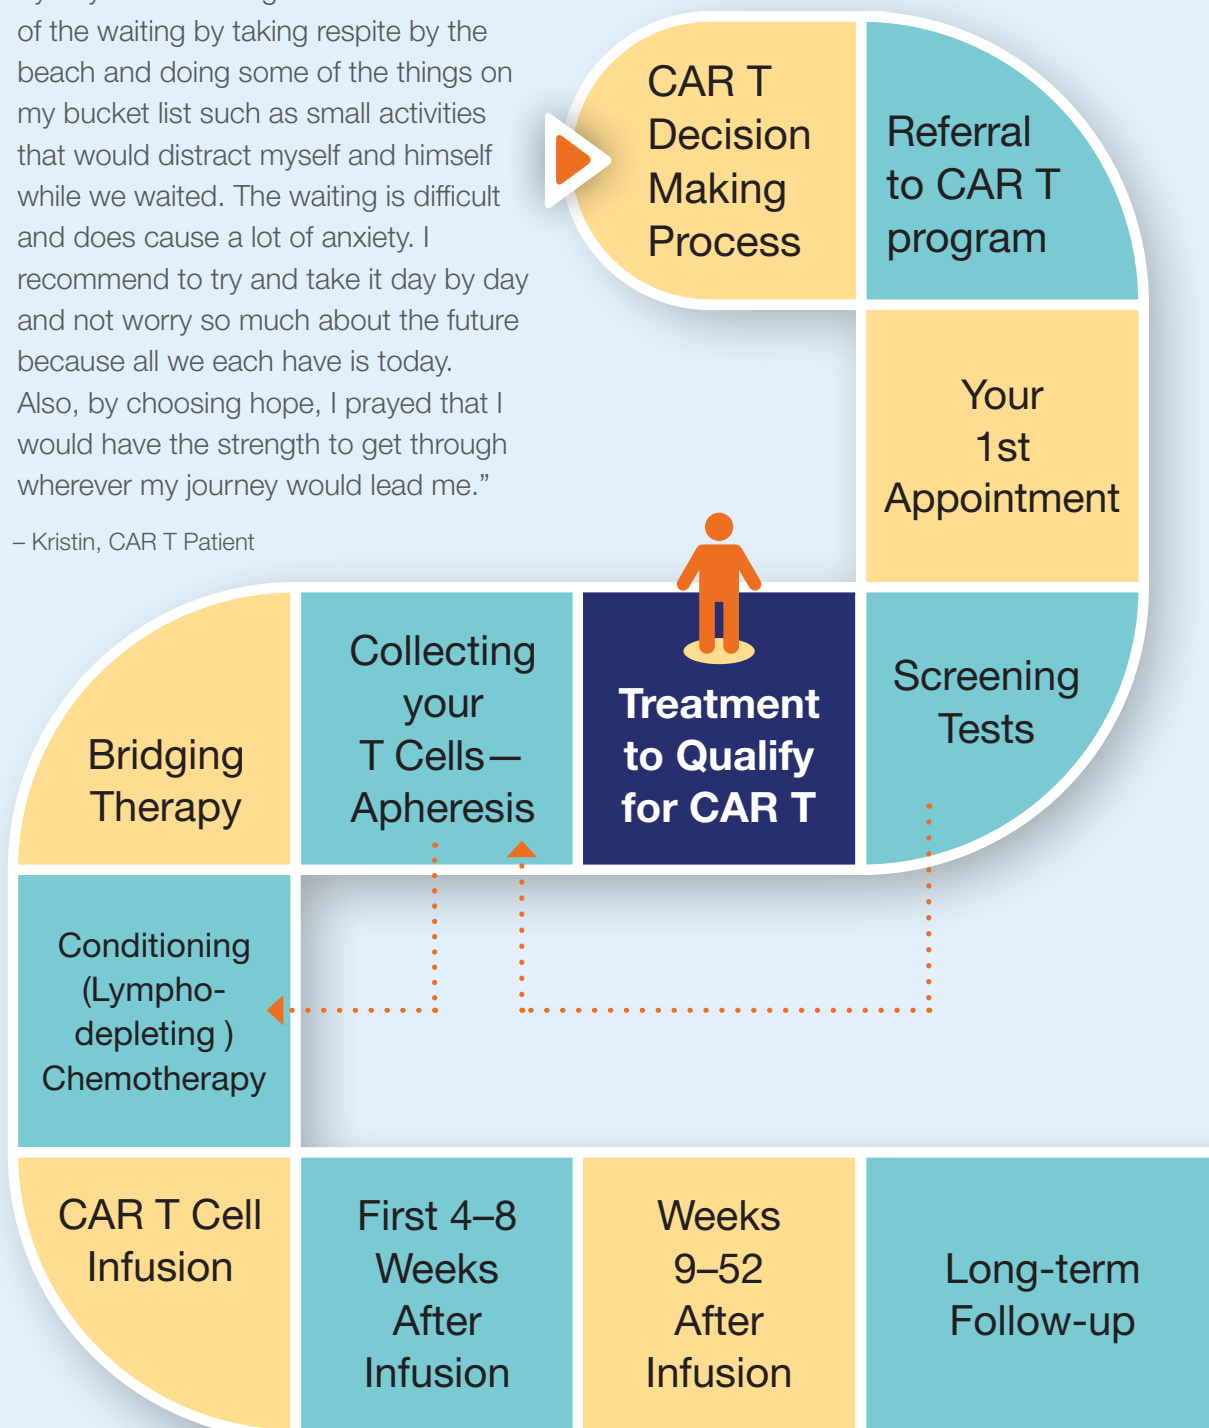 of the waiting by taking respite by the
beach and doing some of the things on
my bucket list such as small activities
that would distract myself and himself
while we waited. The waiting is difficult
and does cause a lot of anxiety. I
recommend to try and take it day by day
and not worry so much about the future
because all we each have is today.
Also, by choosing hope, I prayed that I
would have the strength to get through
wherever my journey would lead me.”
– Kristin, CAR T Patient
CAR T
Decision
Making
Process
Referral
to CAR T
program
Your
1st
Appointment
Screening
Tests
Treatment
to Qualify
for CAR T
Collecting
your
T Cells—
Apheresis
Bridging
Therapy
Conditioning
(Lympho-
depleting )
Chemotherapy
CAR T Cell
Infusion
First 4–8
Weeks
After
Infusion
Weeks
9–52
After
Infusion
Long-term
Follow-up